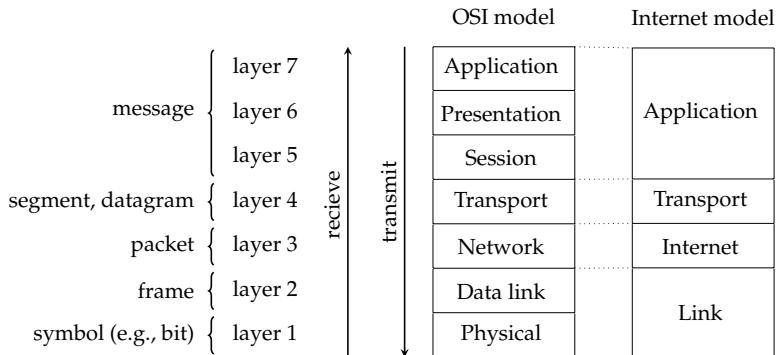 OSI model Internet model
layer 7 Application
message layer 6 Presentation Application
layer 5 Session
segment, datagram layer 4 Transport Transport
packet layer 3 Network Internet
frame layer 2 Data link
Link
symbol (e.g., bit) layer 1 Physical
recieve
transmit